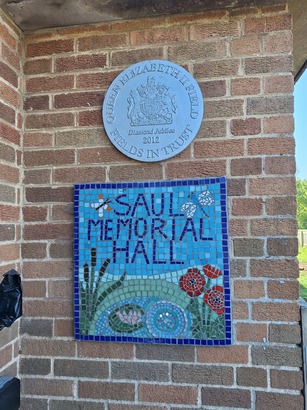 QUEEN ELIZABETH II FIELD
Diamond Jubilee
2012
FIELDS IN TRUST
SAUL
MEMORIAL
HALL